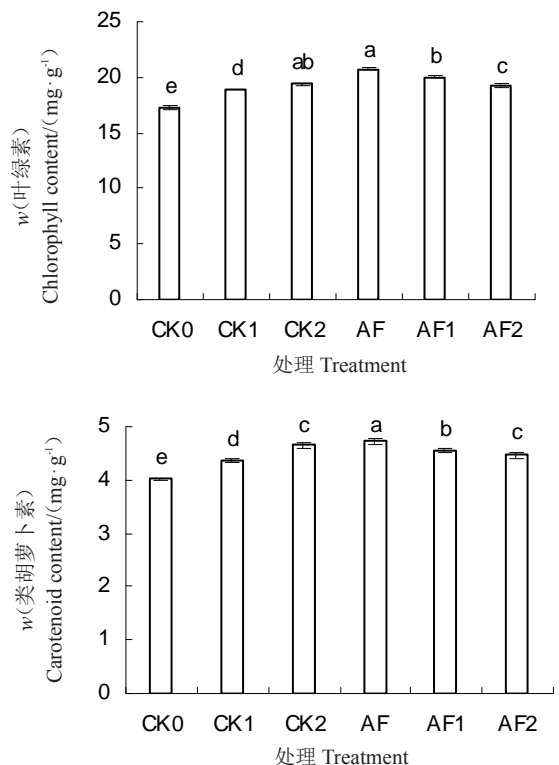 w(叶绿素)
Chlorophyll content/(mg·g⁻¹)
25
20
15
10
5
0
e
d
ab
a
b
c
CK0 CK1 CK2 AF AF1 AF2
处理 Treatment
w(类胡萝卜素)
Carotenoid content/(mg·g⁻¹)
5
4
3
2
1
0
e
d
c
a
b
c
CK0 CK1 CK2 AF AF1 AF2
处理 Treatment